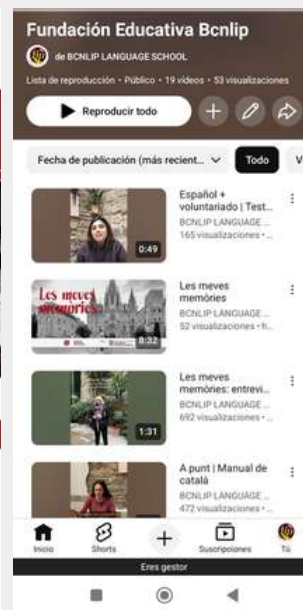 Fundación Educativa Bcnlip
de BCNLIP LANGUAGE SCHOOL
Lista de reproducción • Público • 19 vídeos • 53 visualizaciones
Reproducir todo
Fecha de publicación (más recient...
Todo
Español +
voluntariado | Test...
BCNLIP LANGUAGE ...
165 visualizaciones • ...
0:49
Les meves
memòries
BCNLIP LANGUAGE ...
52 visualizaciones • h...
Les meves
memòries
8:32
Les meves
memòries: entrevi...
BCNLIP LANGUAGE ...
692 visualizaciones • ...
1:31
A punt | Manual de
català
BCNLIP LANGUAGE ...
472 visualizaciones • ...
Inicio
Shorts
Suscripciones
Tú
Eres gestor